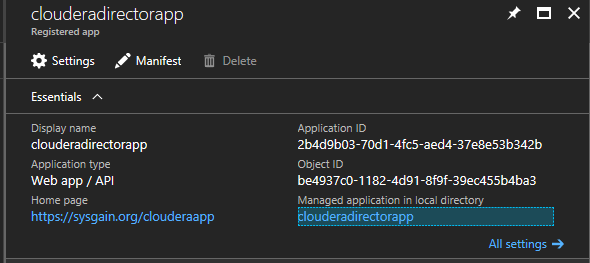 clouderadirectorapp
Registered app
Settings Manifest Delete
Essentials
Display name
clouderadirectorapp
Application type
Web app / API
Home page
https://sysgain.org/clouderaapp
Application ID
2b4d9b03-70d1-4fc5-aed4-37e8e53b342b
Object ID
be4937c0-1182-4d91-8f9f-39ec455b4ba3
Managed application in local directory
clouderadirectorapp
All settings